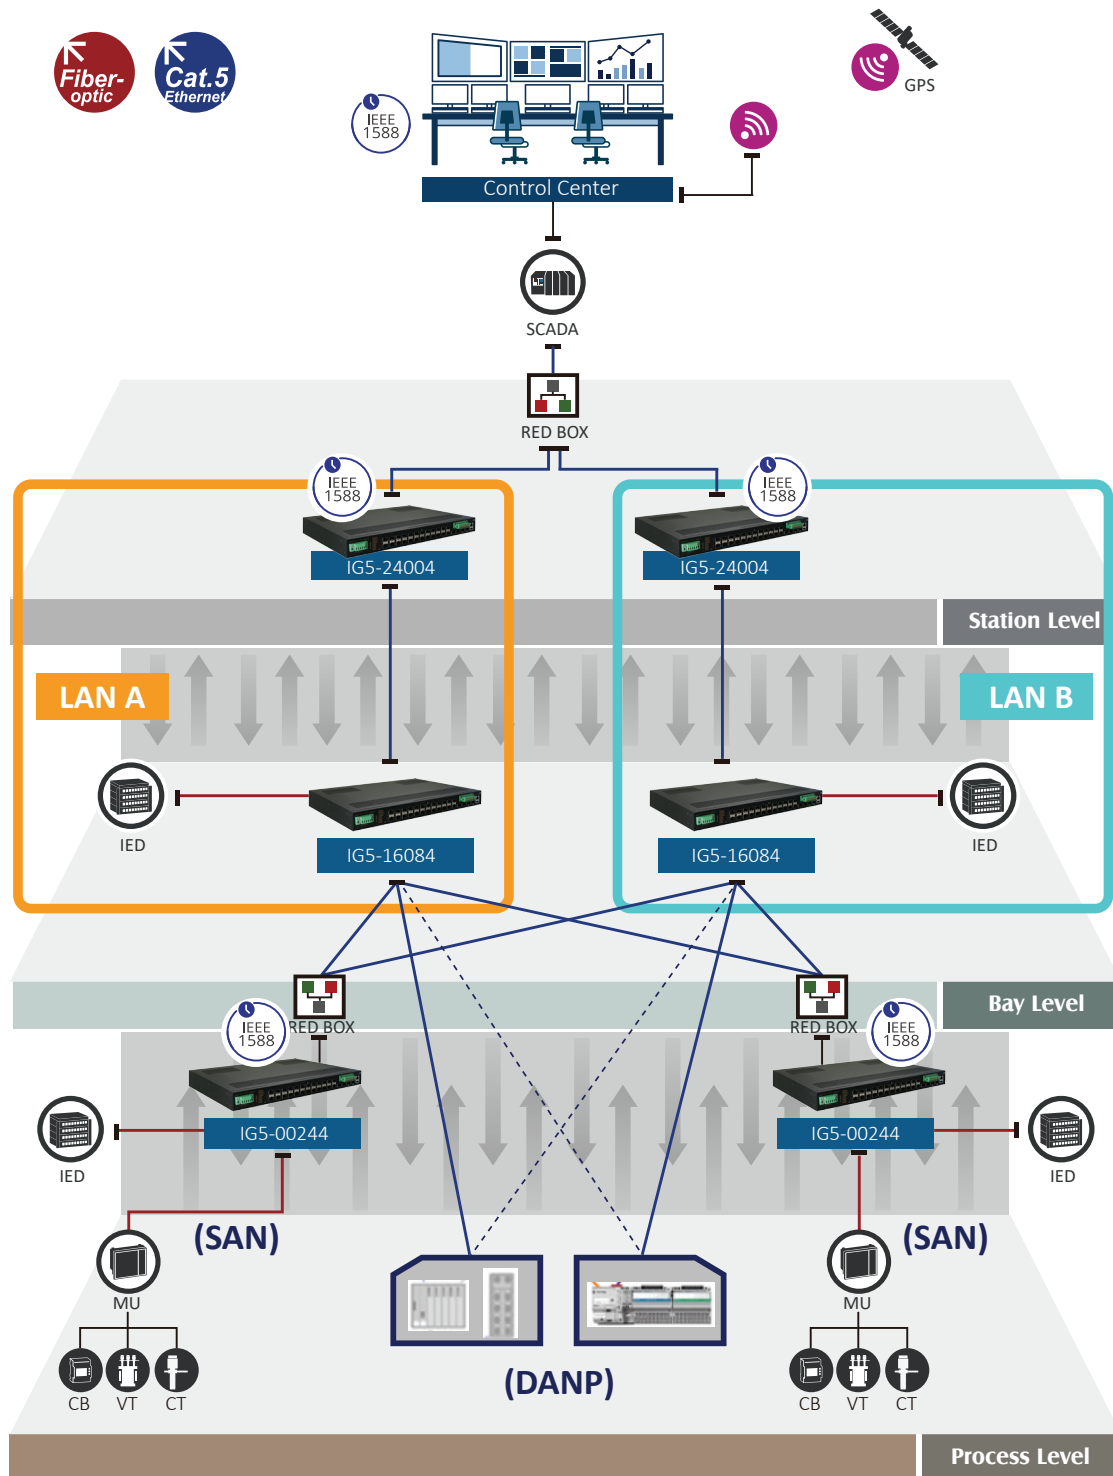 Fiber-
optic
Cat.5
Ethernet
IEEE
1588
GPS
Control Center
SCADA
RED BOX
IEEE
1588
IEEE
1588
IG5-24004
IG5-24004
Station Level
LAN A
LAN B
IED
IED
IG5-16084
IG5-16084
Bay Level
RED BOX
RED BOX
IEEE
1588
IEEE
1588
IG5-00244
IG5-00244
IED
IED
(SAN)
(SAN)
MU
MU
(DANP)
CB VT CT
CB VT CT
Process Level